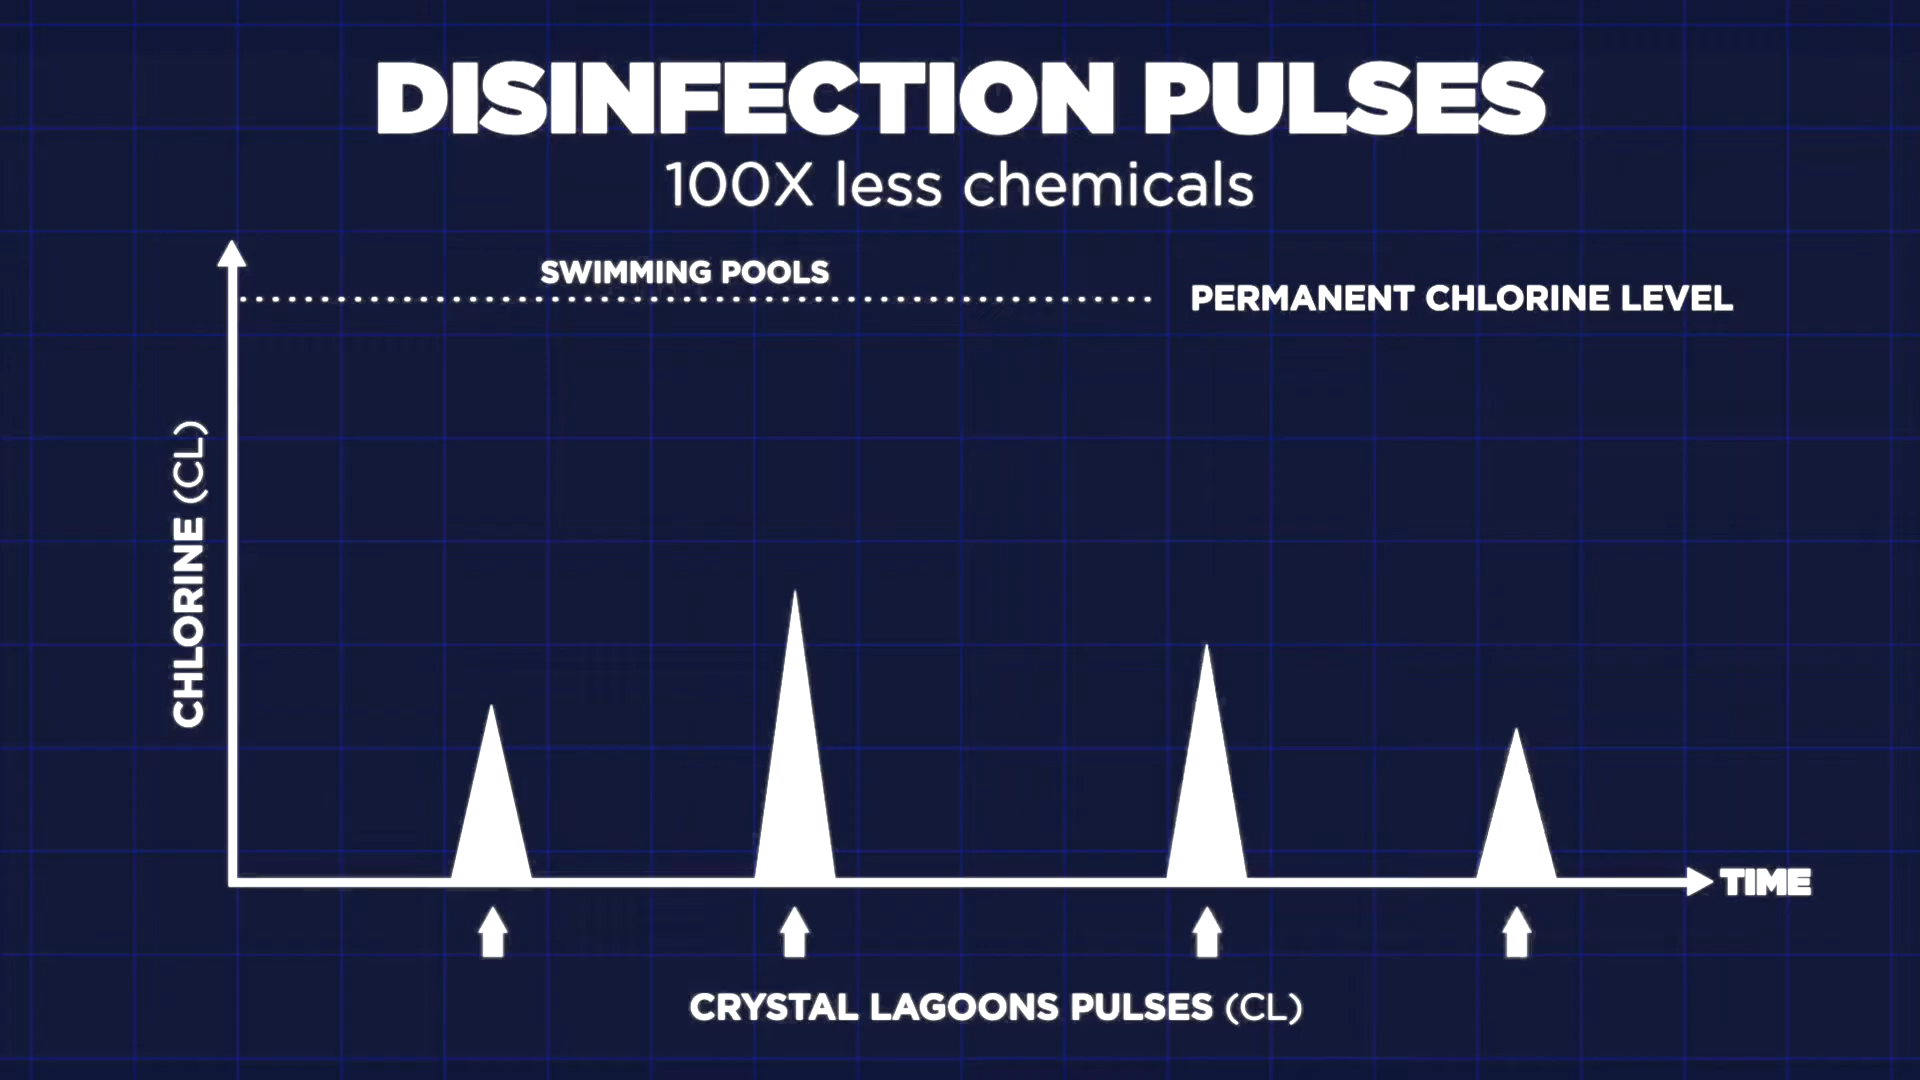 DISINFECTION PULSES
100X less chemicals
SWIMMING POOLS
PERMANENT CHLORINE LEVEL
CHLORINE (CL)
TIME
CRYSTAL LAGOONS PULSES (CL)